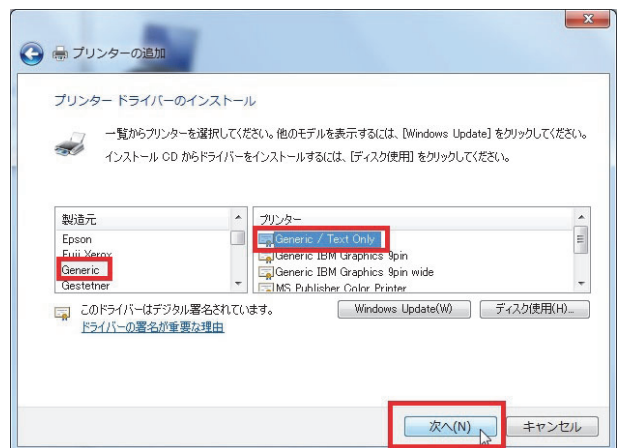 プリンターの追加
プリンター ドライバーのインストール
一覧からプリンターを選択してください。他のモデルを表示するには、[Windows Update] をクリックしてください。
インストール CD からドライバーをインストールするには、[ディスク使用] をクリックしてください。
製造元
Epson
Fuji Xerox
Generic
Gestetner
プリンター
Generic / Text Only
Generic IBM Graphics 9pin
Generic IBM Graphics 9pin wide
MS Publisher Color Printer
このドライバーはデジタル署名されています。
ドライバーの署名が重要な理由
Windows Update(W)
ディスク使用(H)...
次へ(N)
キャンセル